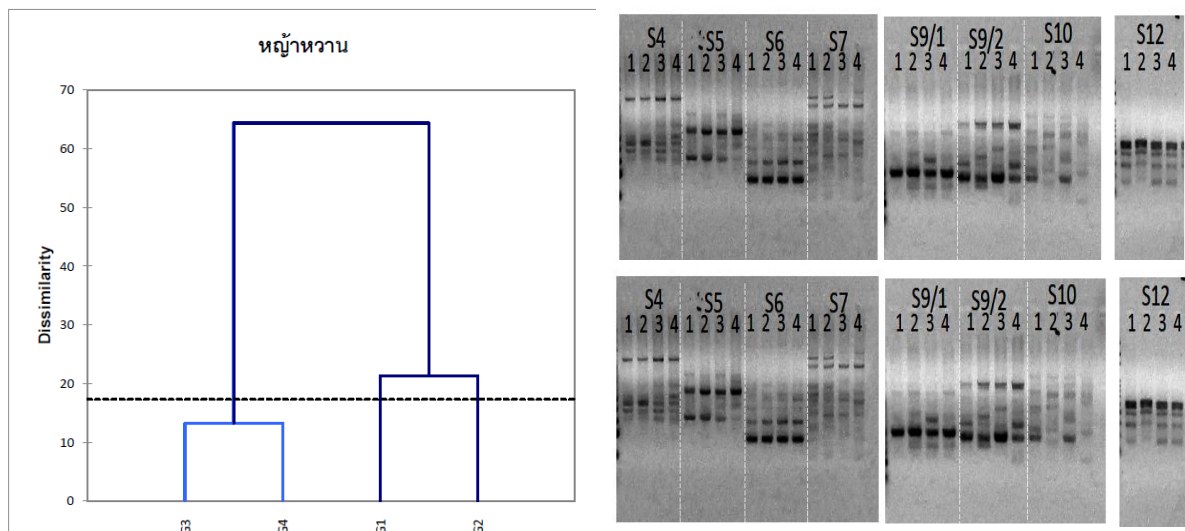 หญ้าหวาน
70
60
50
40
30
20
10
0
Dissimilarity
G3 G4 G1 G2
S4 S5 S6 S7
1 2 3 4 1 2 3 4 1 2 3 4 1 2 3 4
S9/1 S9/2 S10
1 2 3 4 1 2 3 4 1 2 3 4
S12
1 2 3 4
S4 S5 S6 S7
1 2 3 4 1 2 3 4 1 2 3 4 1 2 3 4
S9/1 S9/2 S10
1 2 3 4 1 2 3 4 1 2 3 4
S12
1 2 3 4